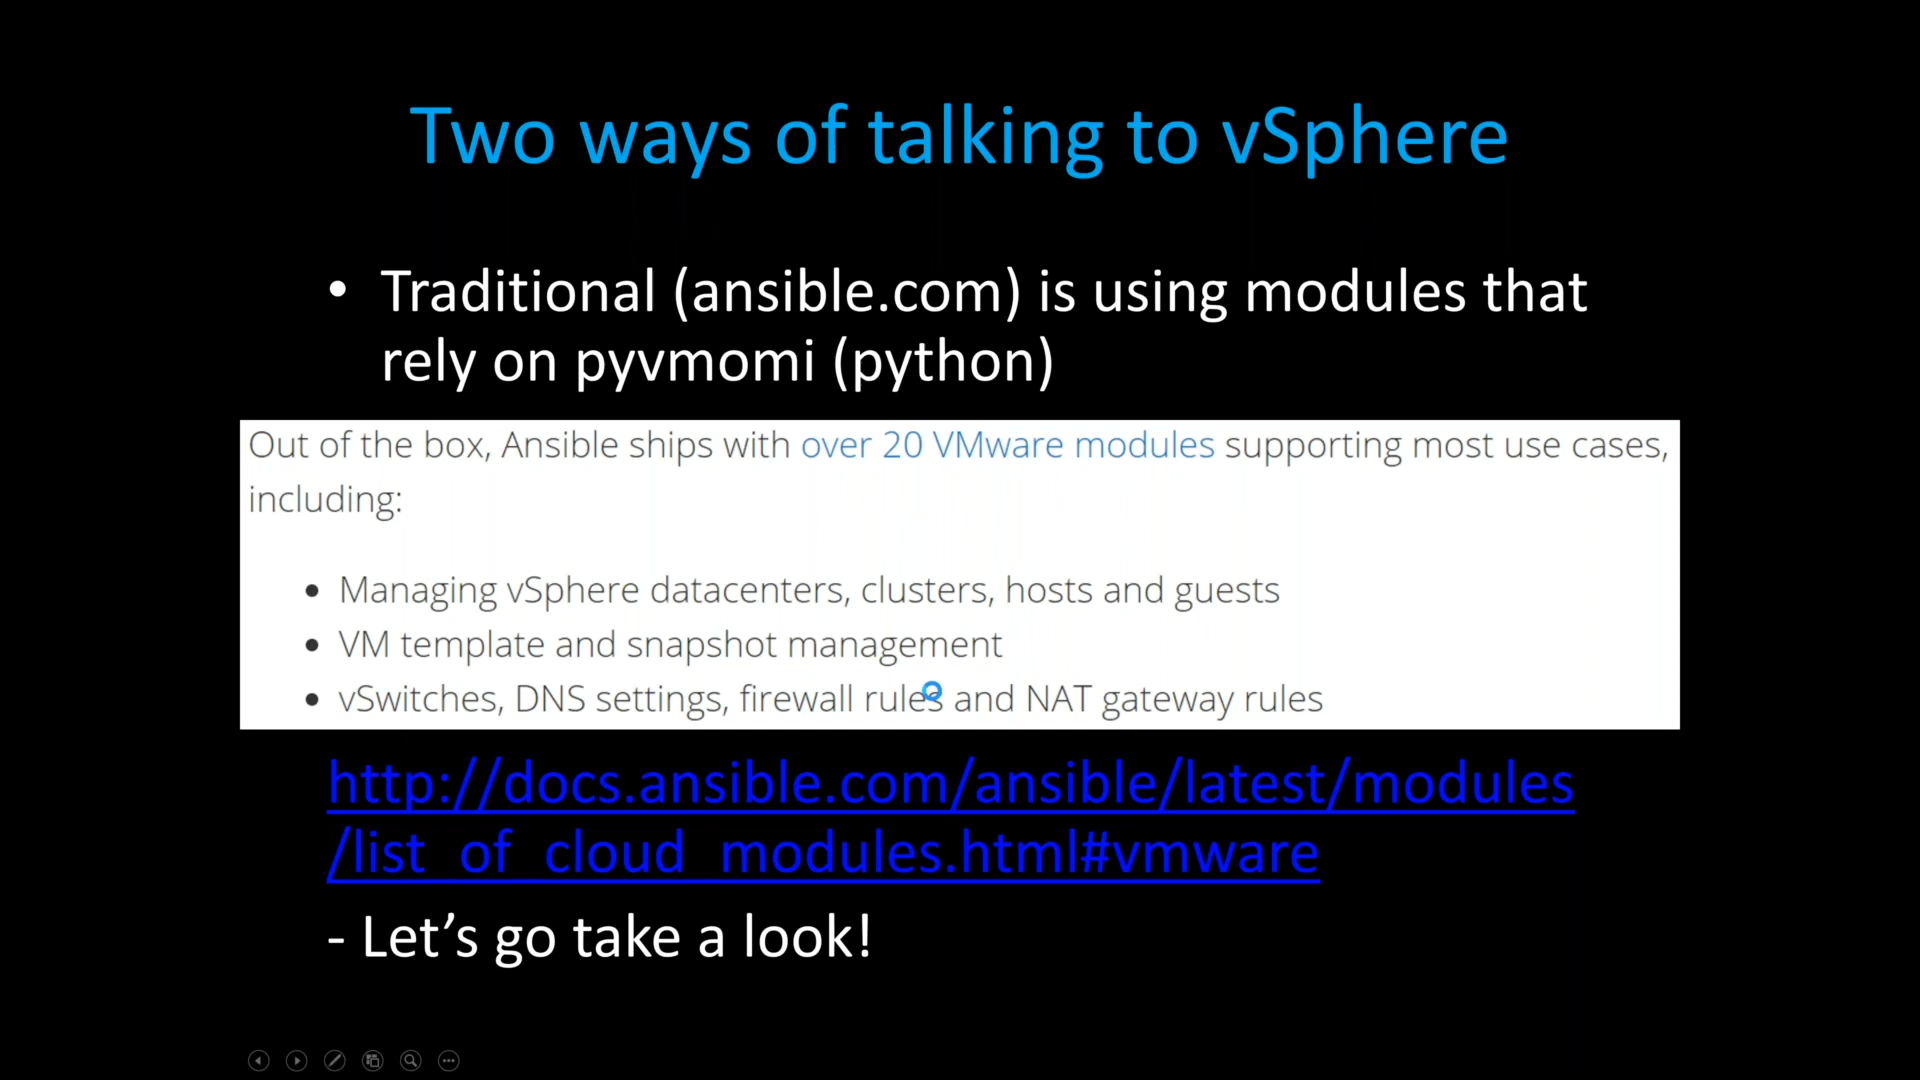 Two ways of talking to vSphere
• Traditional (ansible.com) is using modules that
rely on pyvmomi (python)
Out of the box, Ansible ships with over 20 VMware modules supporting most use cases,
including:
• Managing vSphere datacenters, clusters, hosts and guests
• VM template and snapshot management
• vSwitches, DNS settings, firewall rules and NAT gateway rules
http://docs.ansible.com/ansible/latest/modules
/list_of_cloud_modules.html#vmware
- Let’s go take a look!